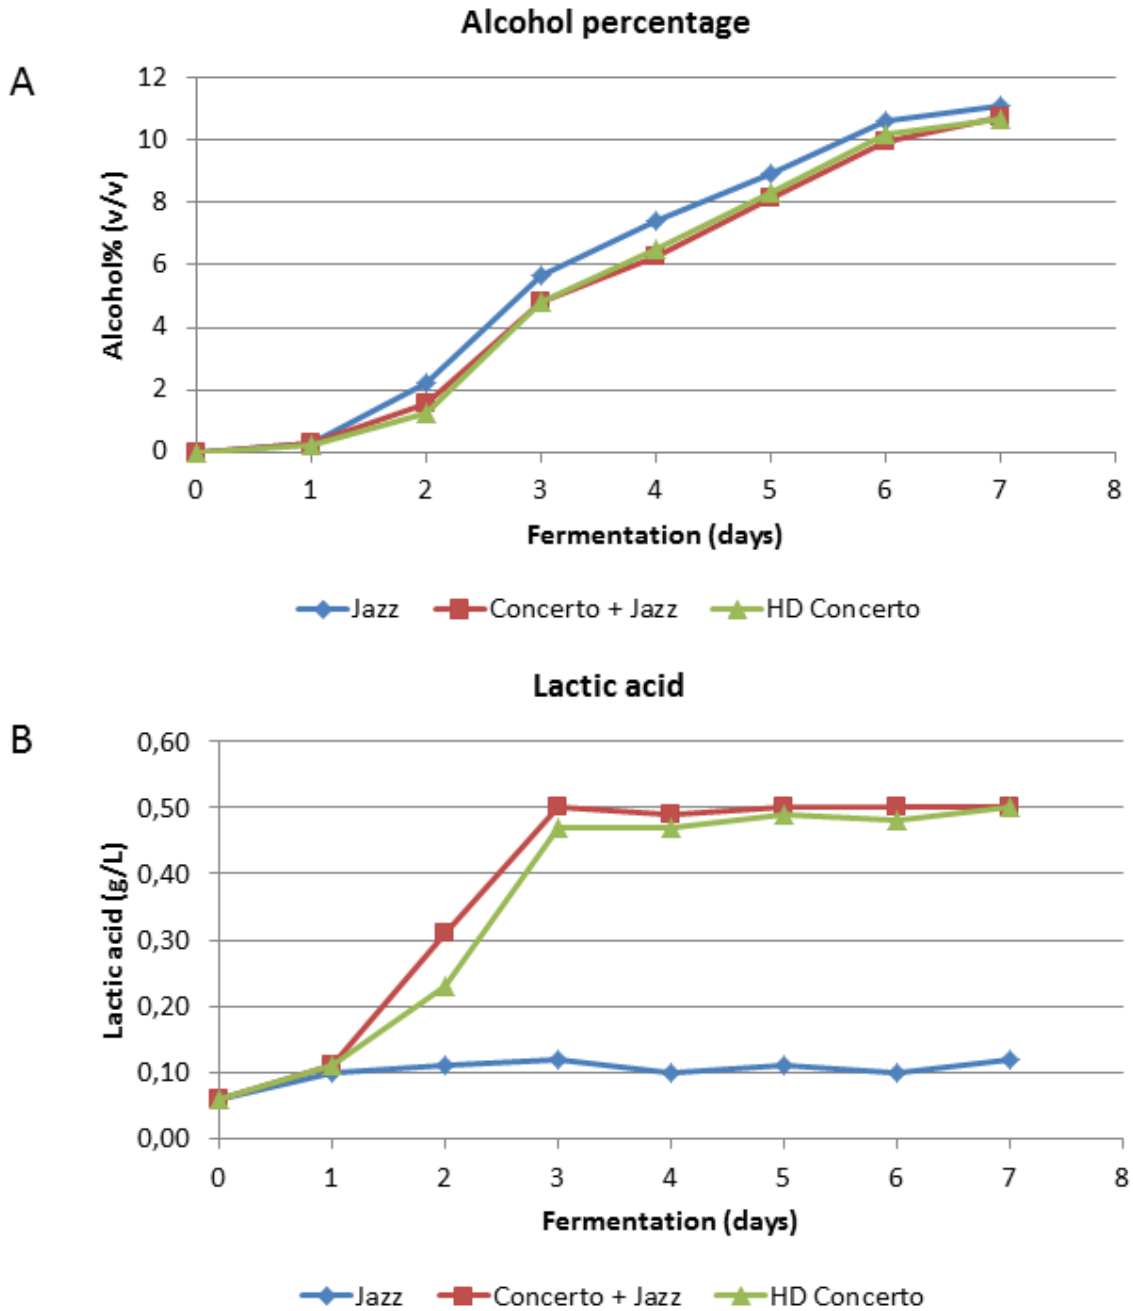 Alcohol percentage
A
12
10
8
6
4
2
0
Alcohol% (v/v)
0 1 2 3 4 5 6 7 8
Fermentation (days)
Jazz Concerto + Jazz HD Concerto
Lactic acid
B
0,60
0,50
0,40
0,30
0,20
0,10
0,00
Lactic acid (g/L)
0 1 2 3 4 5 6 7 8
Fermentation (days)
Jazz Concerto + Jazz HD Concerto